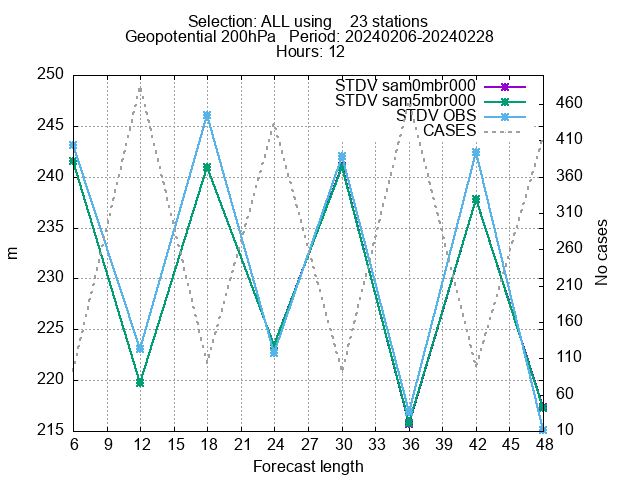 Selection: ALL using    23 stations
Geopotential 200hPa   Period: 20240206-20240228
Hours: 12
STDV sam0mbr000
STDV sam5mbr000
STDV OBS
CASES
250
245
240
235
230
225
220
215
m
460
410
360
310
260
210
160
110
60
10
No cases
6 9 12 15 18 21 24 27 30 33 36 39 42 45 48
Forecast length